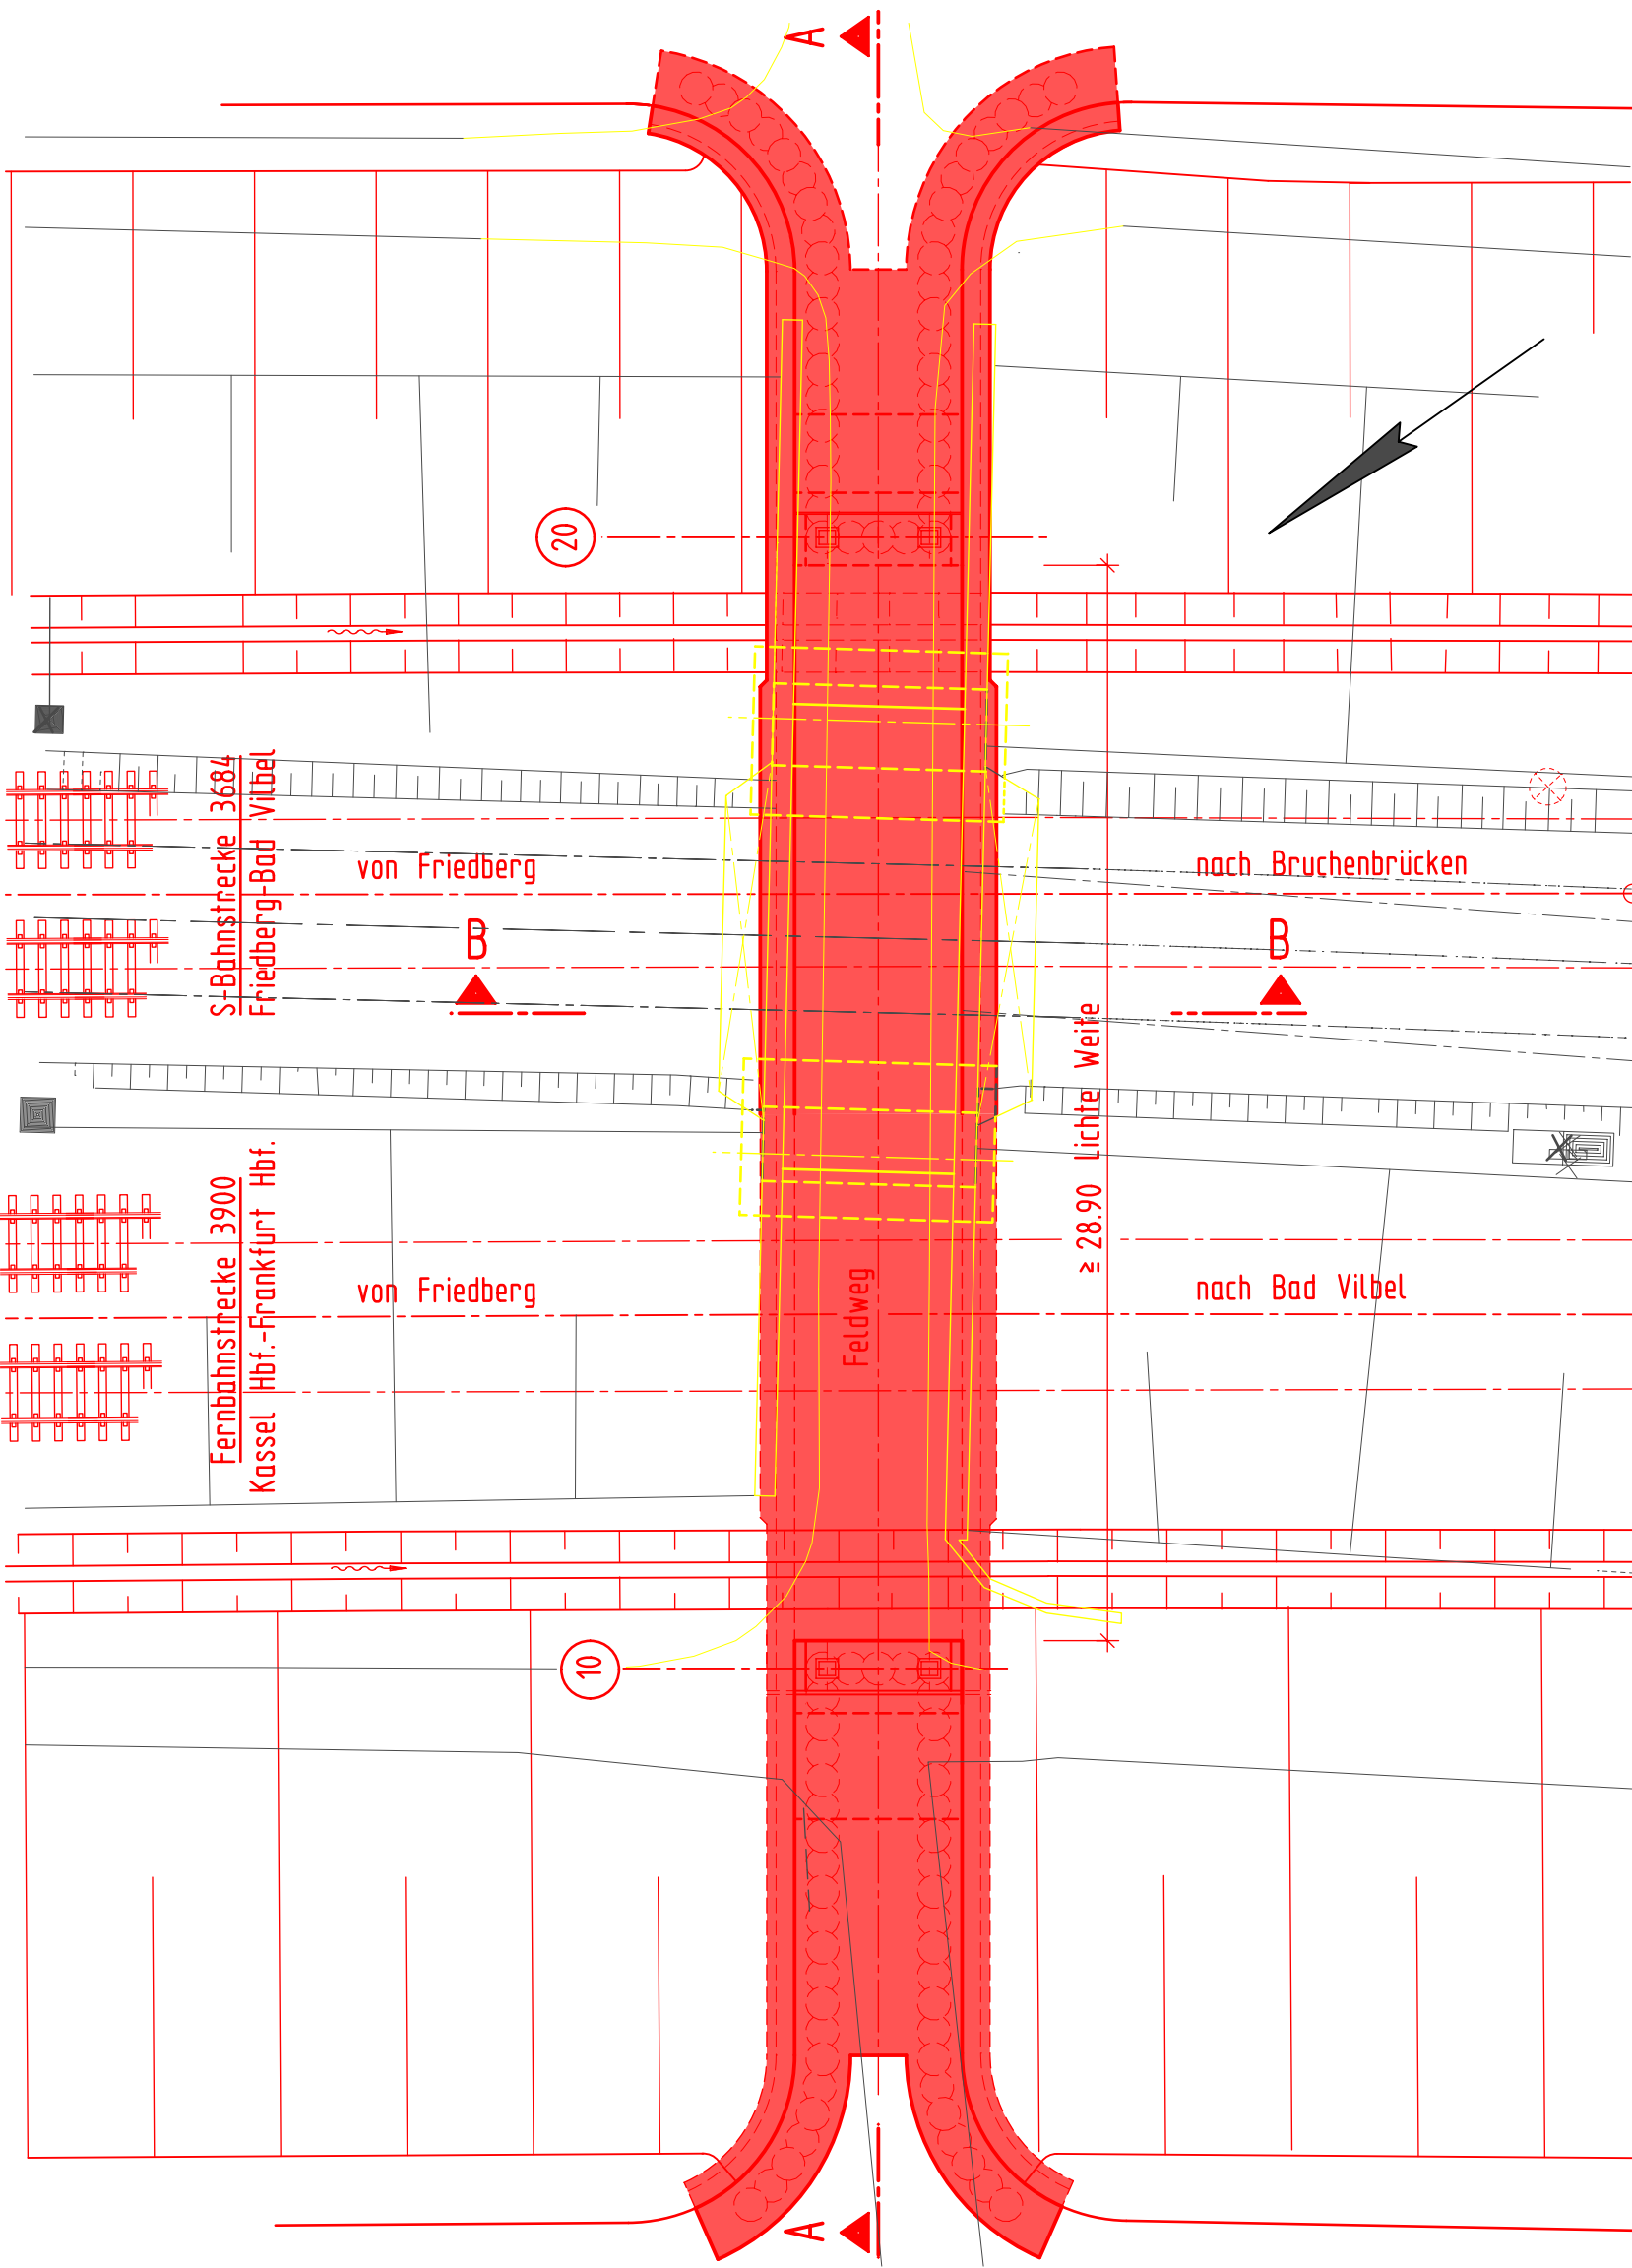 A
20
S-Bahnstrecke 3684
Friedberg-Bad Vilbel
von Friedberg
nach Bruchenbrücken
B
B
≥ 28.90 Lichte Weite
Fernbahnstrecke 3900
Kassel Hbf.-Frankfurt Hbf.
von Friedberg
Feldweg
nach Bad Vilbel
10
A